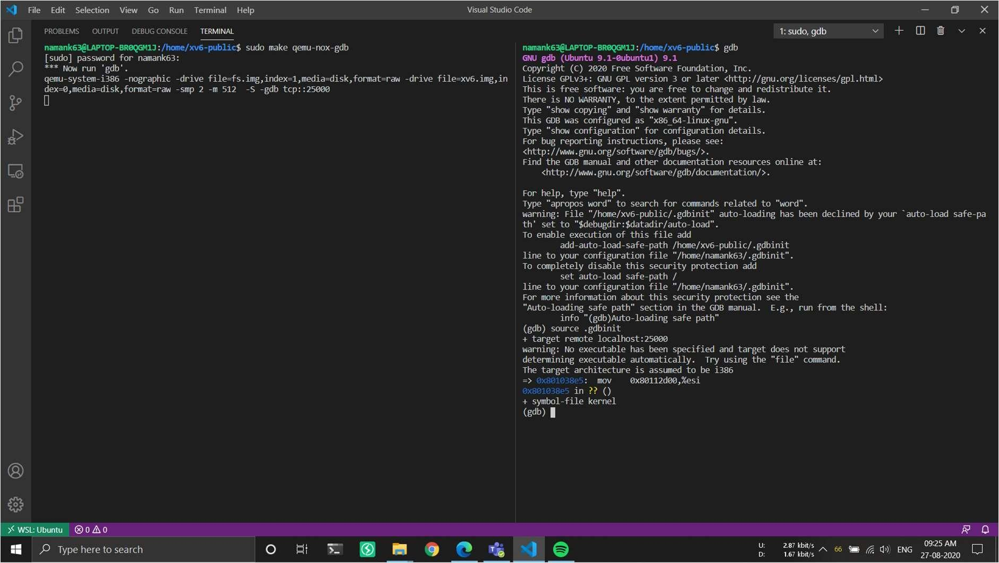 File Edit Selection View Go Run Terminal Help
Visual Studio Code
PROBLEMS OUTPUT DEBUG CONSOLE TERMINAL
1: sudo, gdb
namank63@LAPTOP-BR0QGM1J:/home/xv6-public$ sudo make qemu-nox-gdb
[sudo] password for namank63:
*** Now run 'gdb'.
qemu-system-i386 -nographic -drive file=fs.img,index=1,media=disk,format=raw -drive file=xv6.img,in
dex=0,media=disk,format=raw -smp 2 -m 512  -S -gdb tcp::25000
namank63@LAPTOP-BR0QGM1J:/home/xv6-public$ gdb
GNU gdb (Ubuntu 9.1-0ubuntu1) 9.1
Copyright (C) 2020 Free Software Foundation, Inc.
License GPLv3+: GNU GPL version 3 or later <http://gnu.org/licenses/gpl.html>
This is free software: you are free to change and redistribute it.
There is NO WARRANTY, to the extent permitted by law.
Type "show copying" and "show warranty" for details.
This GDB was configured as "x86_64-linux-gnu".
Type "show configuration" for configuration details.
For bug reporting instructions, please see:
<http://www.gnu.org/software/gdb/bugs/>.
Find the GDB manual and other documentation resources online at:
    <http://www.gnu.org/software/gdb/documentation/>.
For help, type "help".
Type "apropos word" to search for commands related to "word".
warning: File "/home/xv6-public/.gdbinit" auto-loading has been declined by your `auto-load safe-pa
th' set to "$debugdir:$datadir/auto-load".
To enable execution of this file add
        add-auto-load-safe-path /home/xv6-public/.gdbinit
line to your configuration file "/home/namank63/.gdbinit".
To completely disable this security protection add
        set auto-load safe-path /
line to your configuration file "/home/namank63/.gdbinit".
For more information about this security protection see the
"Auto-loading safe path" section in the GDB manual.  E.g., run from the shell:
        info "(gdb)Auto-loading safe path"
(gdb) source .gdbinit
+ target remote localhost:25000
warning: No executable has been specified and target does not support
determining executable automatically.  Try using the "file" command.
The target architecture is assumed to be i386
=> 0x801038e5:  mov    0x80112d00,%esi
0x801038e5 in ?? ()
+ symbol-file kernel
(gdb)
WSL: Ubuntu 0 0
Type here to search
U: 2.87 kbit/s
D: 1.67 kbit/s
66
ENG
09:25 AM
27-08-2020